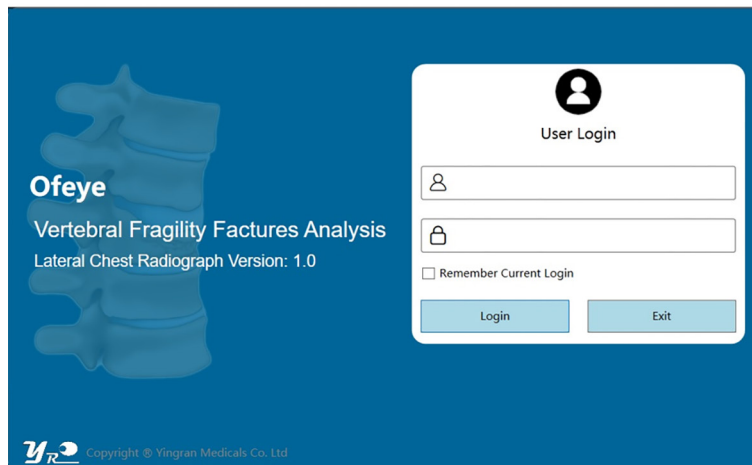 Ofeye
Vertebral Fragility Factures Analysis
Lateral Chest Radiograph Version: 1.0
User Login
Remember Current Login
Login
Exit
YR Copyright ® Yingran Medicals Co. Ltd